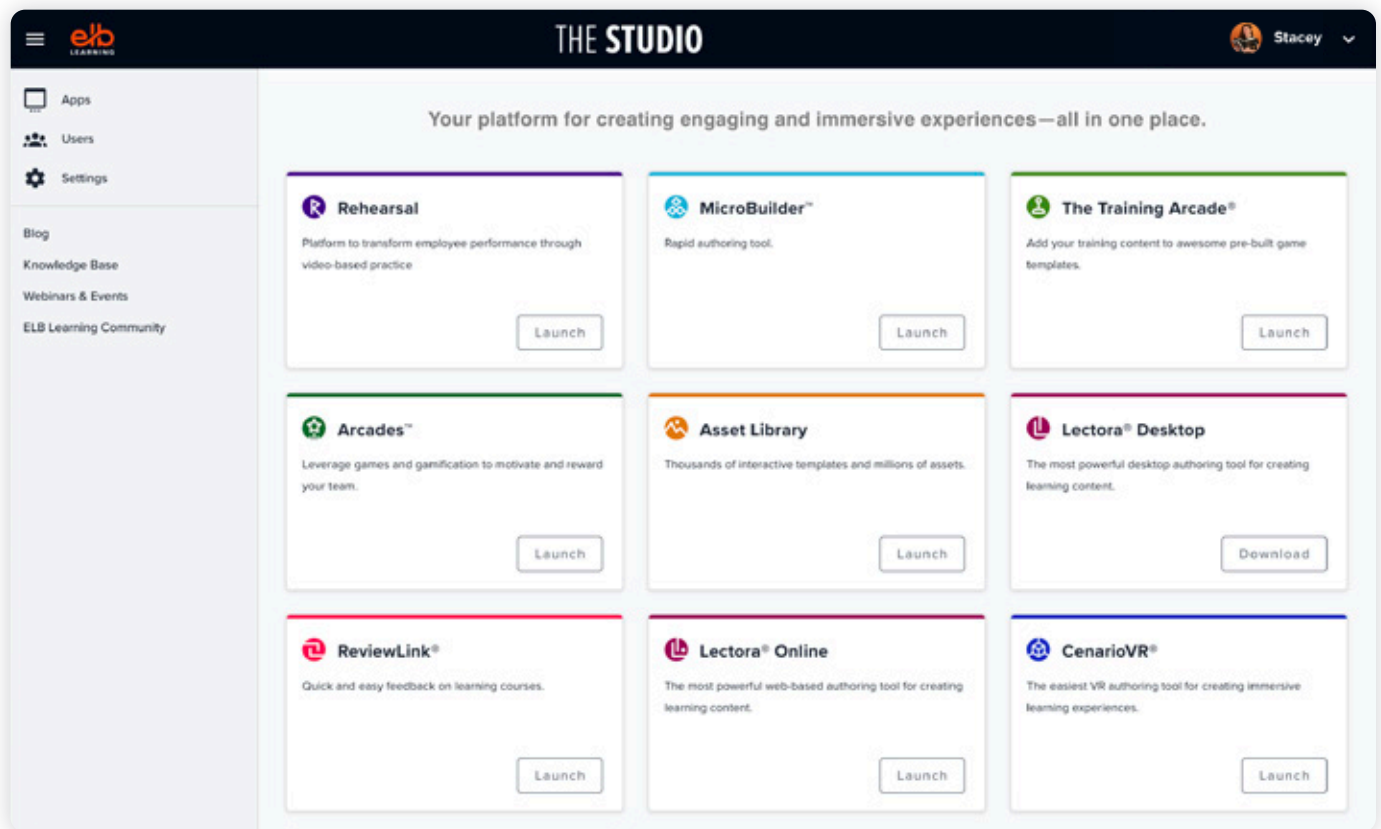 elb
LEARNING
THE STUDIO
Stacey
Apps
Users
Settings
Blog
Knowledge Base
Webinars & Events
ELB Learning Community
Your platform for creating engaging and immersive experiences—all in one place.
Rehearsal
Platform to transform employee performance through
video-based practice
Launch
MicroBuilder™
Rapid authoring tool.
Launch
The Training Arcade®
Add your training content to awesome pre-built game
templates.
Launch
Arcades™
Leverage games and gamification to motivate and reward
your team.
Launch
Asset Library
Thousands of interactive templates and millions of assets.
Launch
Lectora® Desktop
The most powerful desktop authoring tool for creating
learning content.
Download
ReviewLink®
Quick and easy feedback on learning courses.
Launch
Lectora® Online
The most powerful web-based authoring tool for creating
learning content.
Launch
CenarioVR®
The easiest VR authoring tool for creating immersive
learning experiences.
Launch